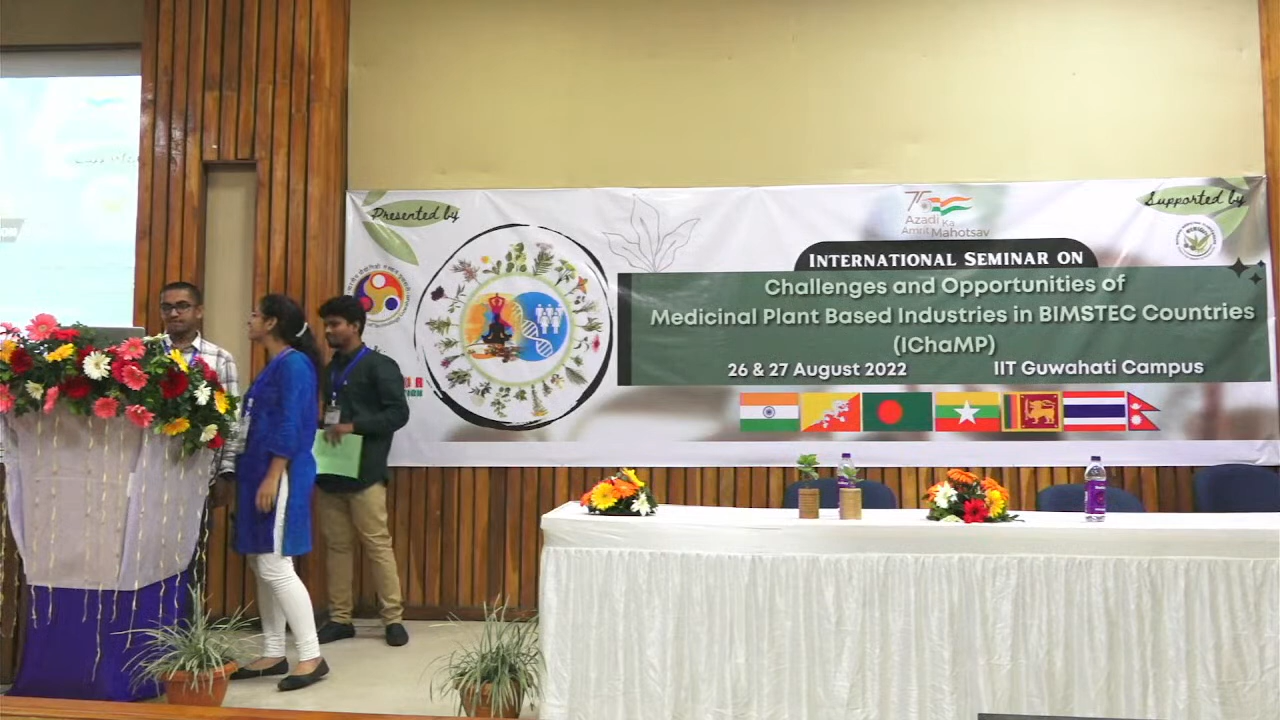 Presented by
Supported by
75
Azadi Ka
Amrit Mahotsav
INTERNATIONAL SEMINAR ON
Challenges and Opportunities of
Medicinal Plant Based Industries in BIMSTEC Countries
(IChaMP)
26 & 27 August 2022 IIT Guwahati Campus